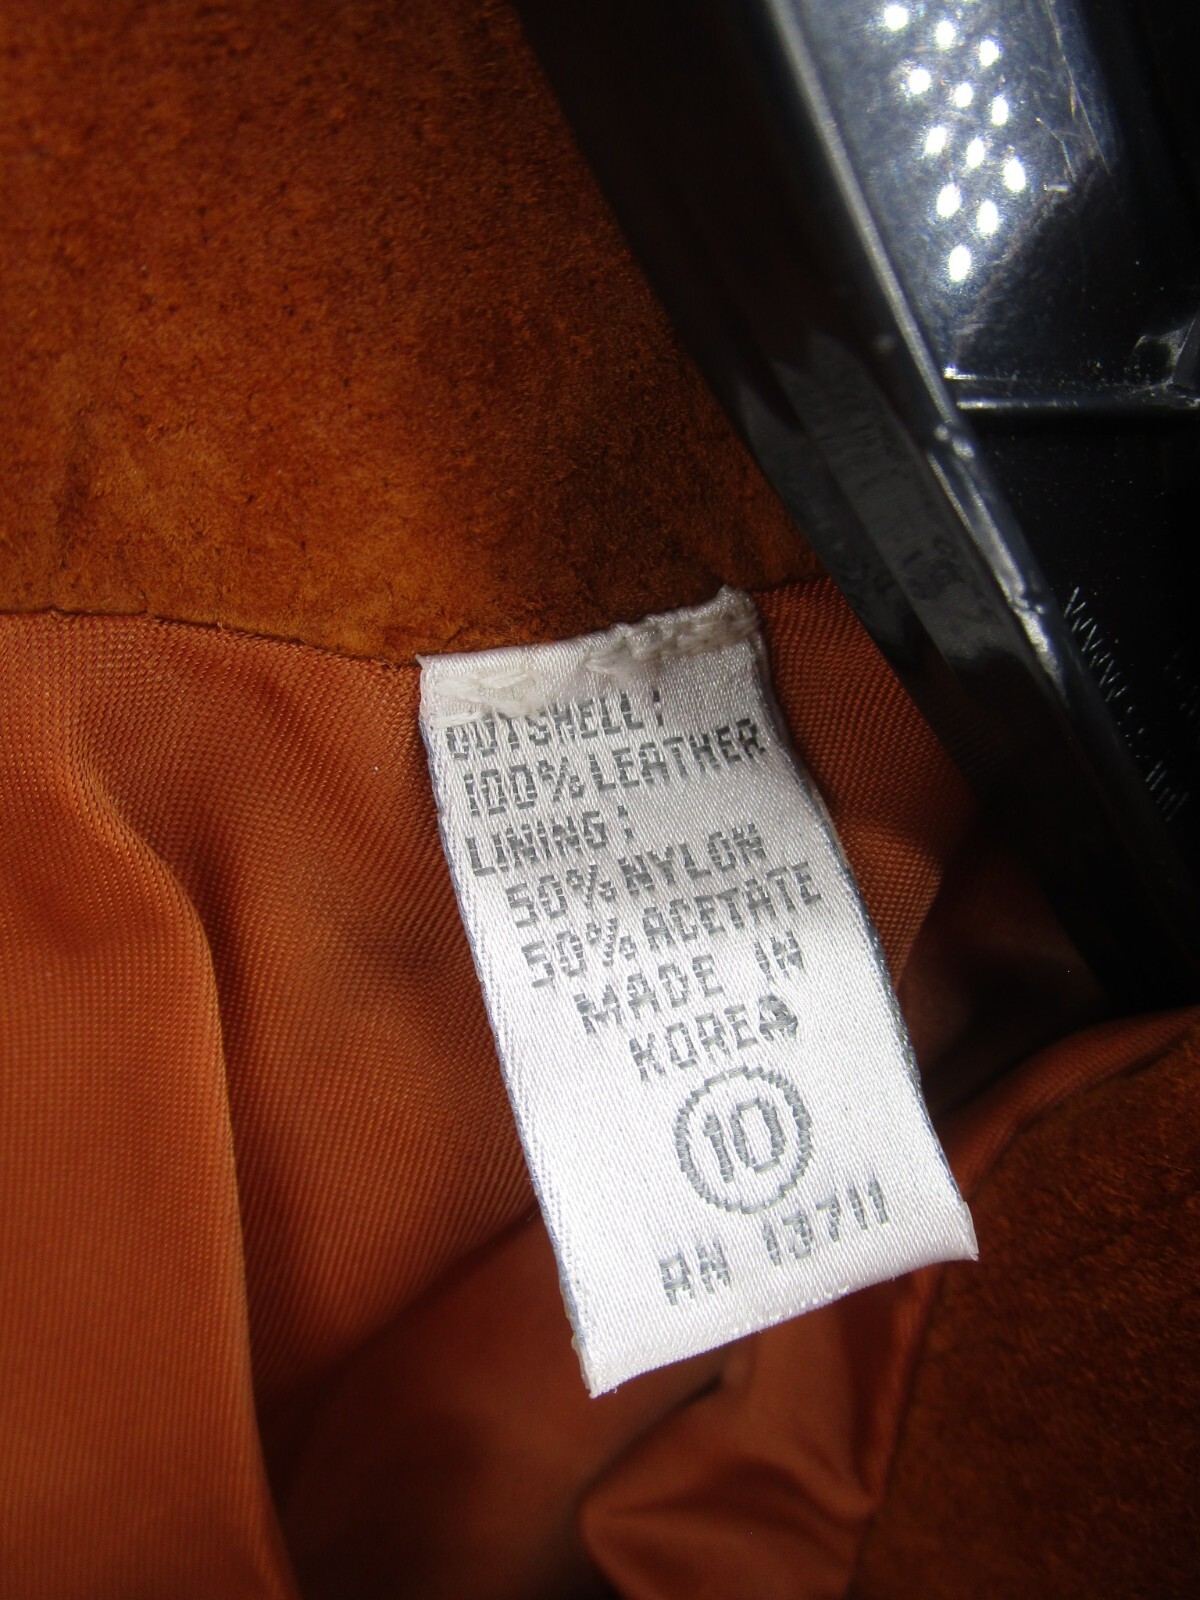 OUTSHELL:
100% LEATHER
LINING:
50% NYLON
50% ACETATE
MADE IN
KOREA
10
RN 13711